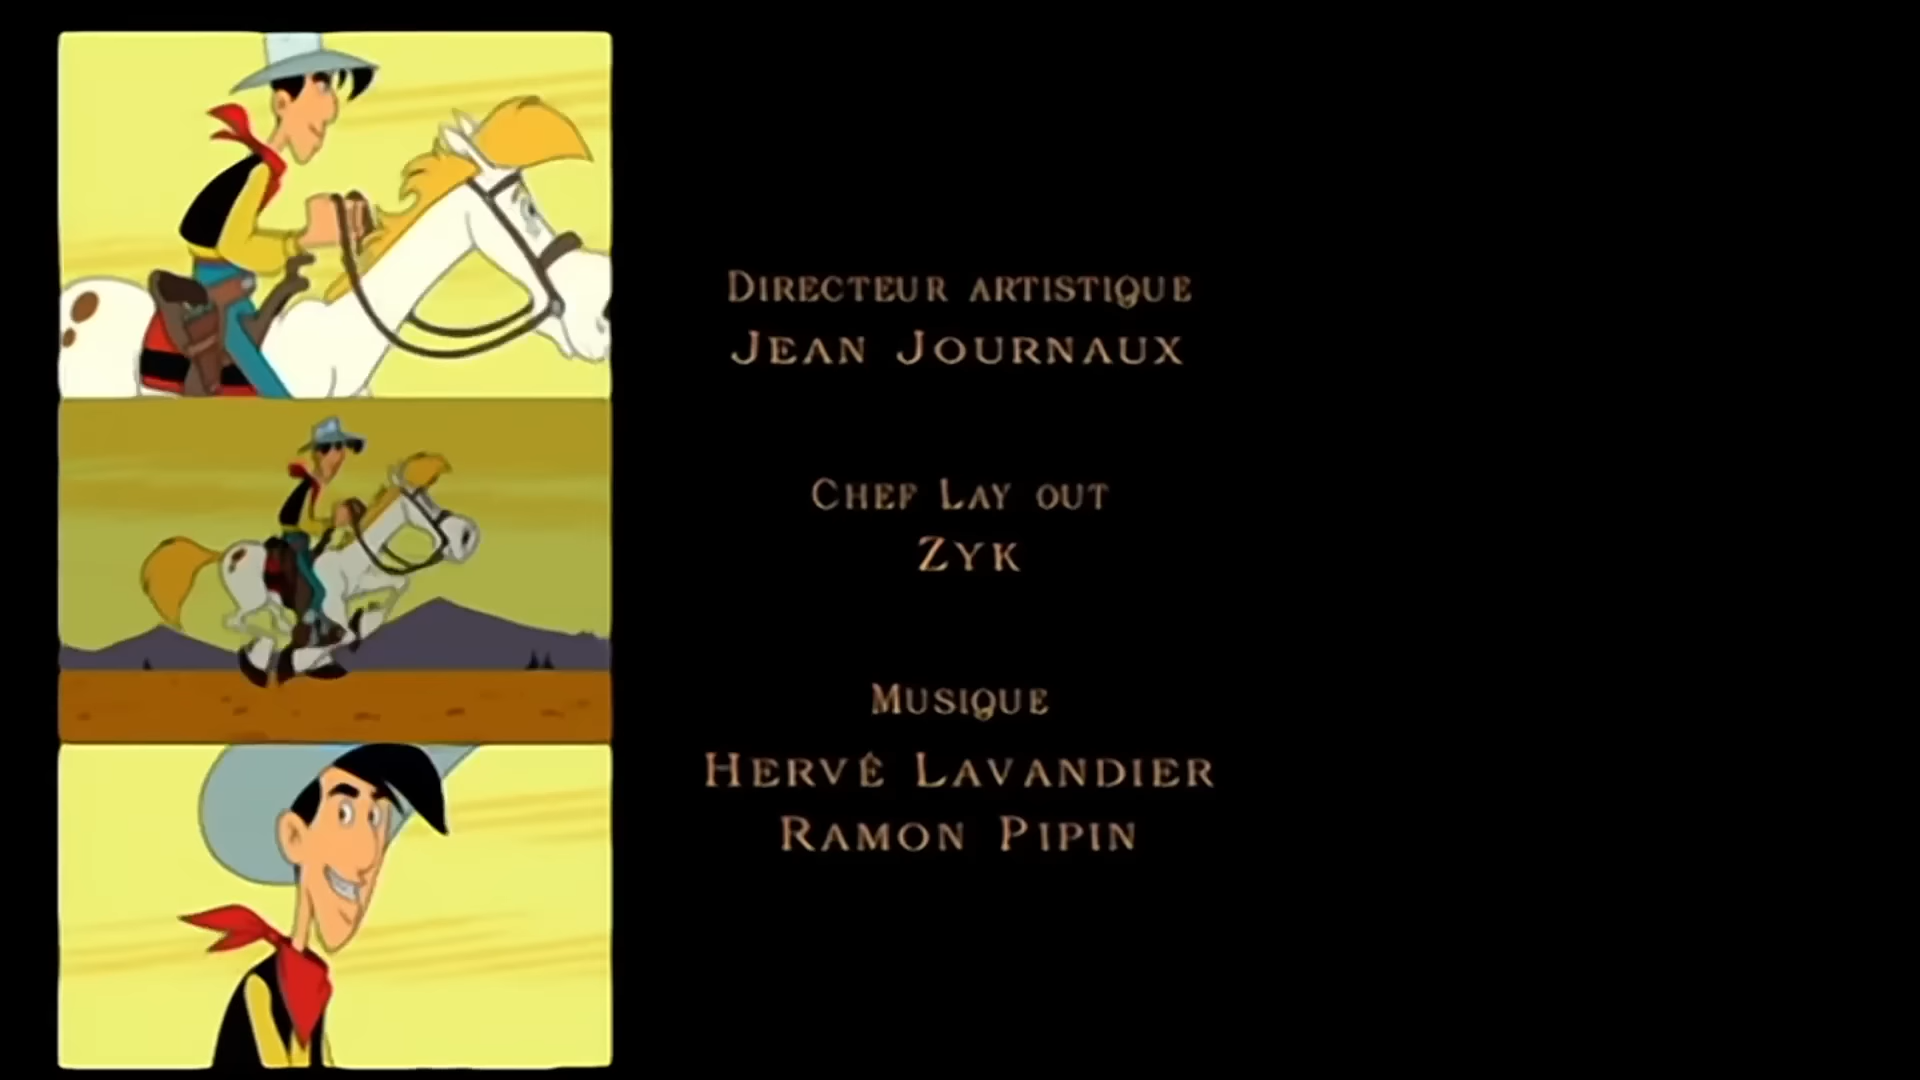 Directeur artistique
Jean Journaux
Chef Lay out
Zyk
Musique
Hervé Lavandier
Ramon Pipin